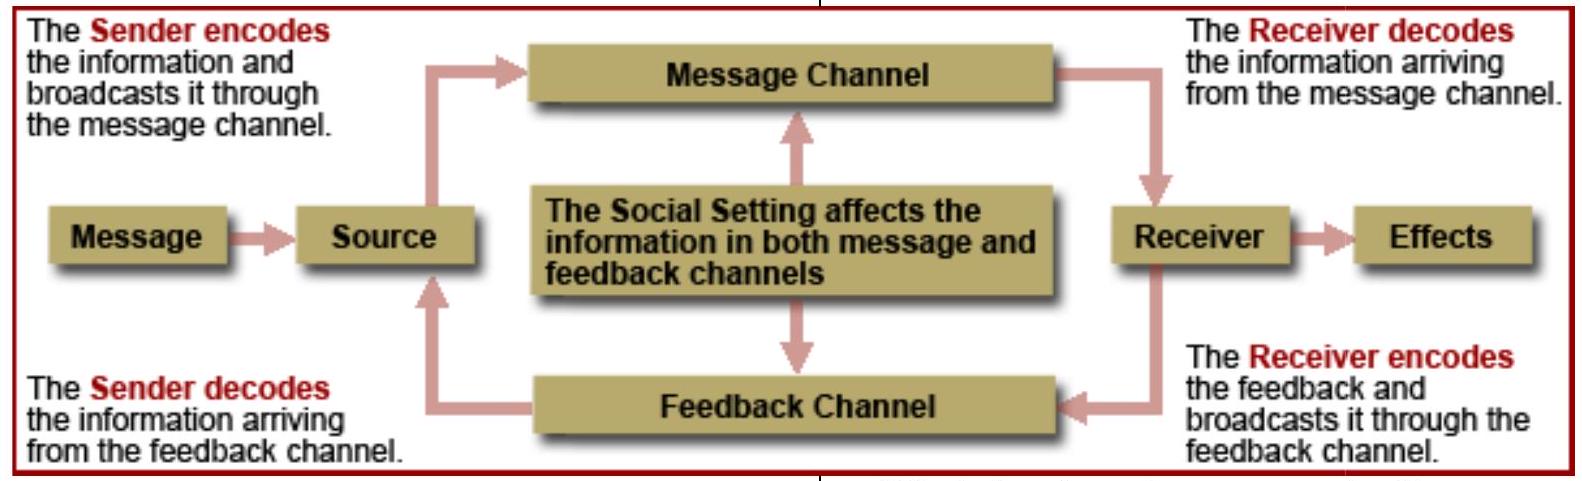 The Sender encodes
the information and
broadcasts it through
the message channel.
Message Channel
The Receiver decodes
the information arriving
from the message channel.
Message
Source
The Social Setting affects the
information in both message and
feedback channels
Receiver
Effects
The Sender decodes
the information arriving
from the feedback channel.
Feedback Channel
The Receiver encodes
the feedback and
broadcasts it through the
feedback channel.